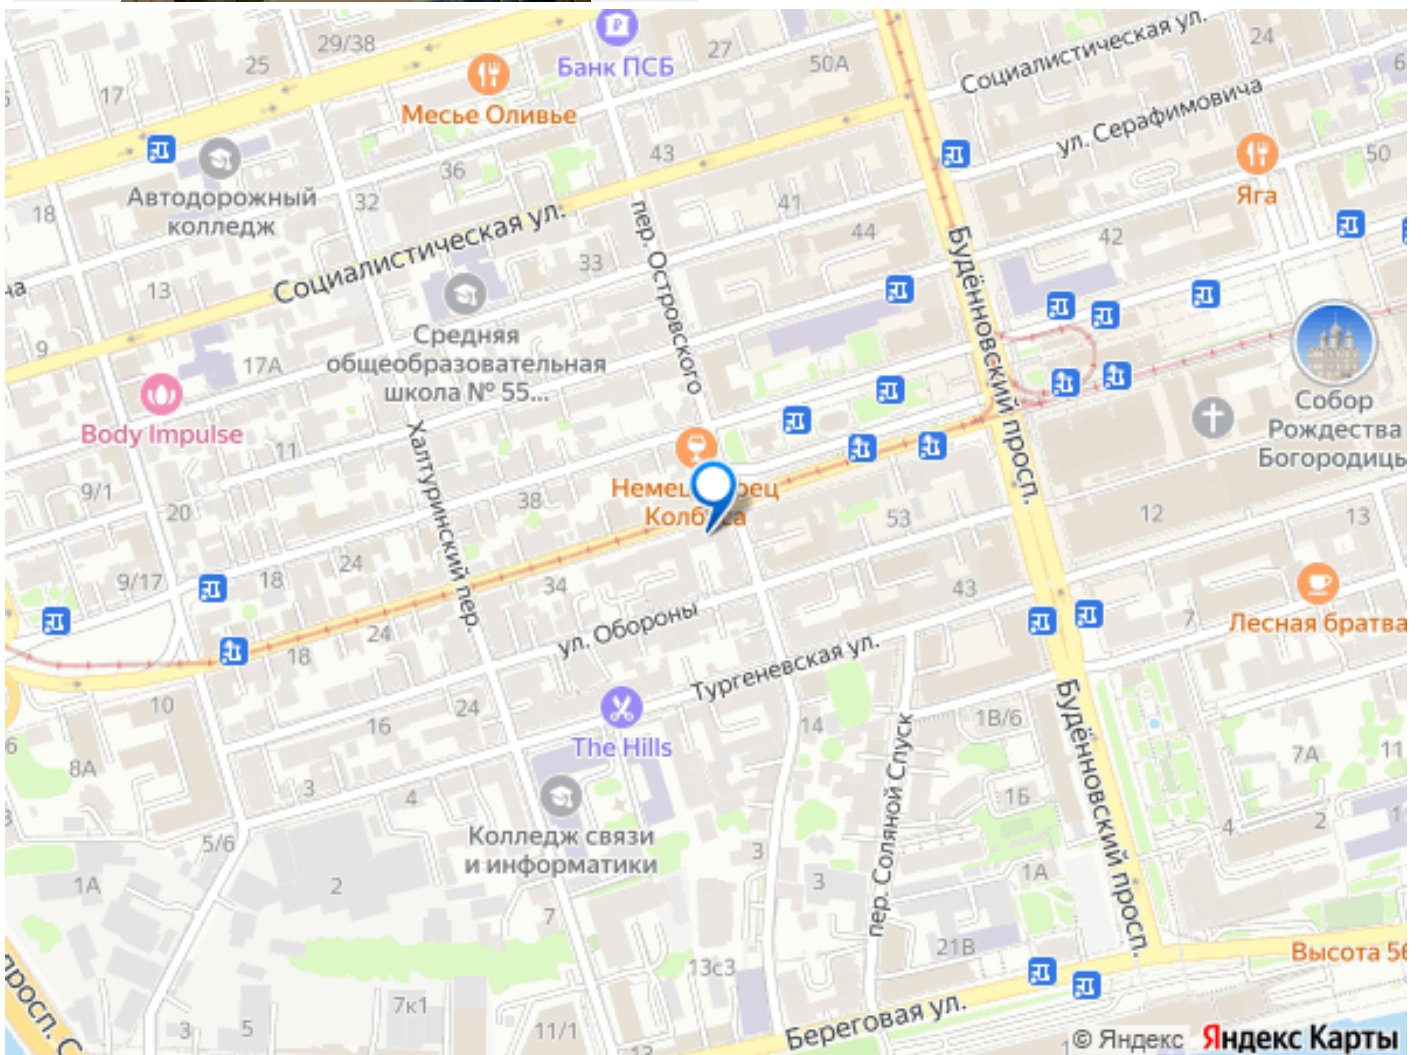 29/38
25
17
Банк ПСБ
27
50А
Социалистическая ул.
24
Месье Оливье
ул. Серафимовича
43
36
Автодорожный
колледж
32
18
41
44
42
50
Яга
Социалистическая ул.
пер. Островского
33
13
9
17А
Средняя
общеобразовательная
школа № 55...
Будённовский просп.
Собор
Рождества
Богородицы
Body Impulse
11
9/1
20
Халтуринский пер.
38
53
12
13
9/17
18
24
34
43
7
Лесная братва
ул. Обороны
24
18
Тургеневская ул.
10
16
24
The Hills
14
1В/6
Будённовский просп.
7А
11
8А
3
4
пер. Соляной Спуск
1Б
4
2
5/6
Колледж связи
и информатики
3
3
1А
1А
2
7
21В
13с3
Высота 56
просп. С
7к1
3
5
11/1
13
Береговая ул.
© Яндекс Яндекс Карты